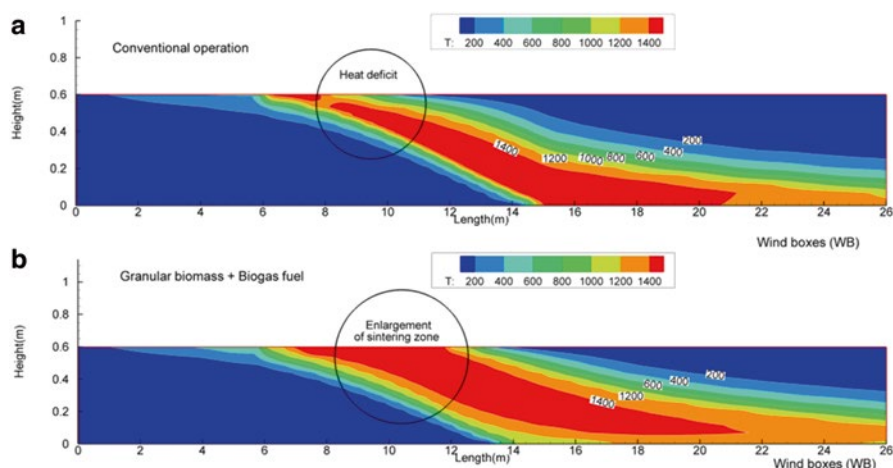 a
1
T: 200 400 600 800 1000 1200 1400
Conventional operation
0.8
Heat deficit
Height(m)
0.6
0.4
0.2
0
1400 1200 1000 800 600 400 200
0 2 4 6 8 10 12 14 16 18 20 22 24 26
Length(m)
Wind boxes (WB)
b
1
T: 200 400 600 800 1000 1200 1400
Granular biomass + Biogas fuel
0.8
Enlargement
of sintering zone
Height(m)
0.6
0.4
0.2
0
1400 1200 600 400 200
0 2 4 6 8 10 12 14 16 18 20 22 24 26
Length(m)
Wind boxes (WB)